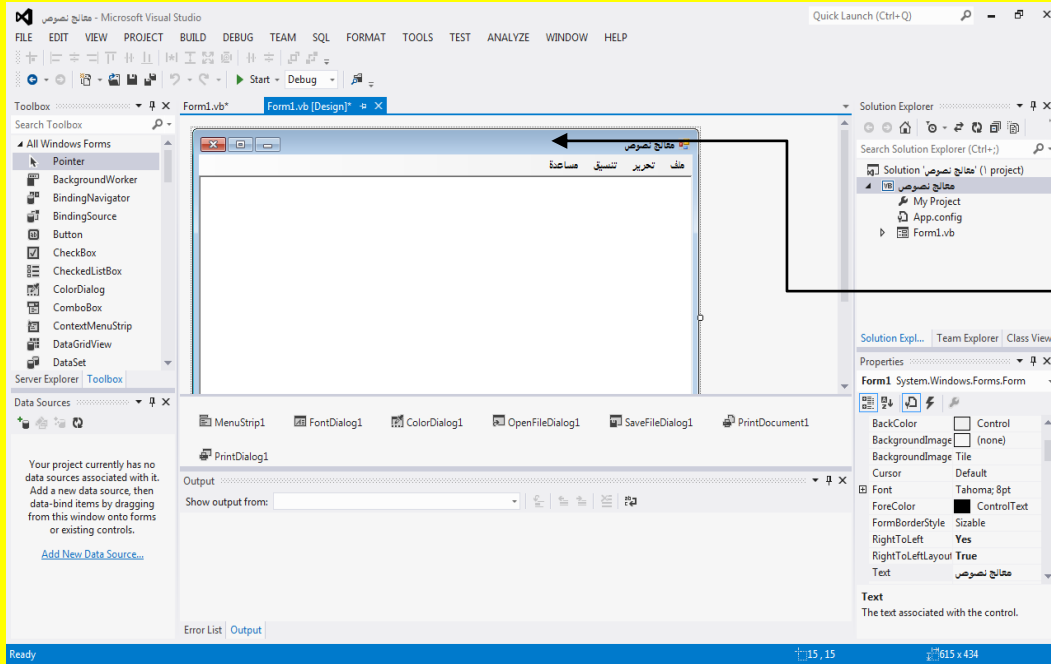 معالج نصوص - Microsoft Visual Studio
Quick Launch (Ctrl+Q)
FILE EDIT VIEW PROJECT BUILD DEBUG TEAM SQL FORMAT TOOLS TEST ANALYZE WINDOW HELP
Start Debug
Toolbox
Search Toolbox
All Windows Forms
Pointer
BackgroundWorker
BindingNavigator
BindingSource
Button
CheckBox
CheckedListBox
ColorDialog
ComboBox
ContextMenuStrip
DataGridView
DataSet
Server Explorer Toolbox
Data Sources
Your project currently has no
data sources associated with it.
Add a new data source, then
data-bind items by dragging
from this window onto forms
or existing controls.
Add New Data Source...
Form1.vb* Form1.vb [Design]*
معالج نصوص
ملف تحرير تنسيق مساعدة
MenuStrip1 FontDialog1 ColorDialog1 OpenFileDialog1 SaveFileDialog1 PrintDocument1
PrintDialog1
Output
Show output from:
Error List Output
Solution Explorer
Search Solution Explorer (Ctrl+;)
Solution 'معالج نصوص' (١ project)
معالج نصوص
My Project
App.config
Form1.vb
Solution Expl... Team Explorer Class View
Properties
Form1 System.Windows.Forms.Form
BackColor Control
BackgroundImage (none)
BackgroundImage Tile
Cursor Default
Font Tahoma; 8pt
ForeColor ControlText
FormBorderStyle Sizable
RightToLeft Yes
RightToLeftLayout True
Text معالج نصوص
Text
The text associated with the control.
Ready 15 , 15 615 x 434